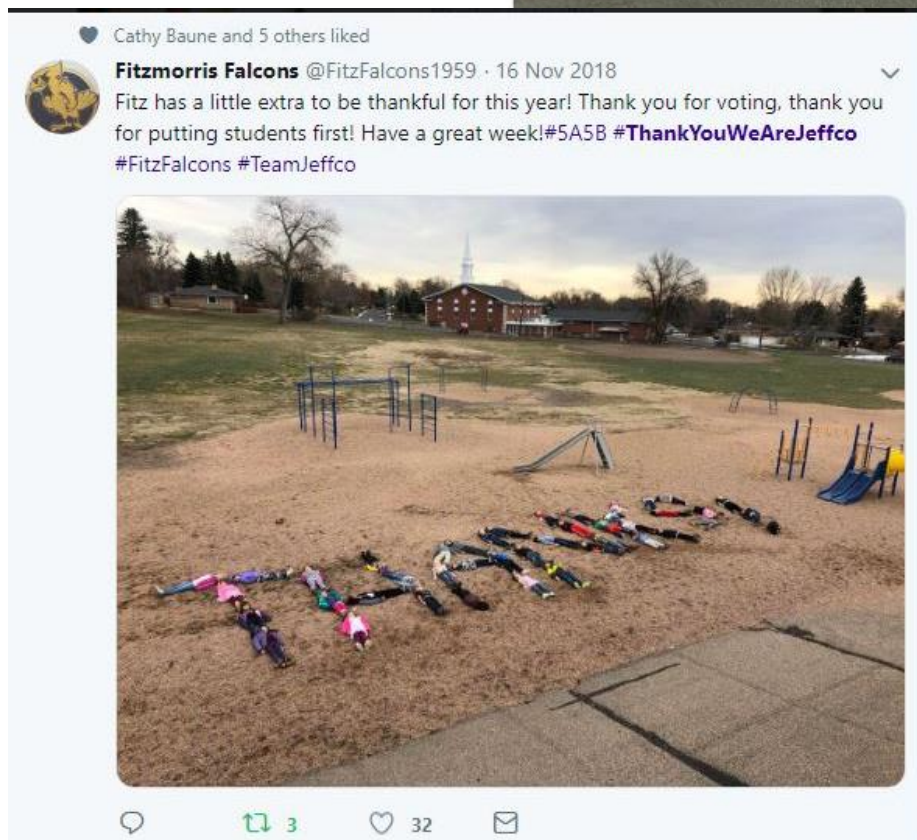 Cathy Baune and 5 others liked
Fitzmorris Falcons @FitzFalcons1959 · 16 Nov 2018
Fitz has a little extra to be thankful for this year! Thank you for voting, thank you
for putting students first! Have a great week!#5A5B #ThankYouWeAreJeffco
#FitzFalcons #TeamJeffco
THANKS!
3 32